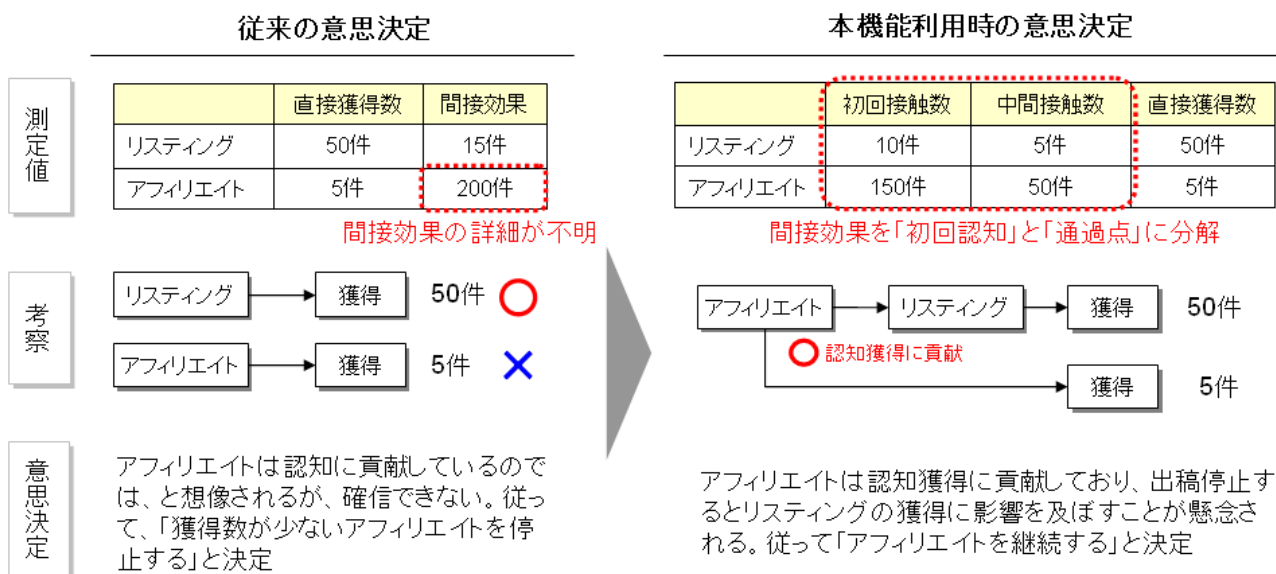 従来の意思決定
本機能利用時の意思決定
測定値
直接獲得数 間接効果
リスティング 50件 15件
アフィリエイト 5件 200件
間接効果の詳細が不明
初回接触数 中間接触数 直接獲得数
リスティング 10件 5件 50件
アフィリエイト 150件 50件 5件
間接効果を「初回認知」と「通過点」に分解
考察
リスティング 獲得 50件
アフィリエイト 獲得 5件
アフィリエイト リスティング 獲得 50件
認知獲得に貢献
獲得 5件
意思決定
アフィリエイトは認知に貢献しているので
は、と想像されるが、確信できない。従っ
て、「獲得数が少ないアフィリエイトを停
止する」と決定
アフィリエイトは認知獲得に貢献しており、出稿停止す
るとリスティングの獲得に影響を及ぼすことが懸念さ
れる。従って「アフィリエイトを継続する」と決定